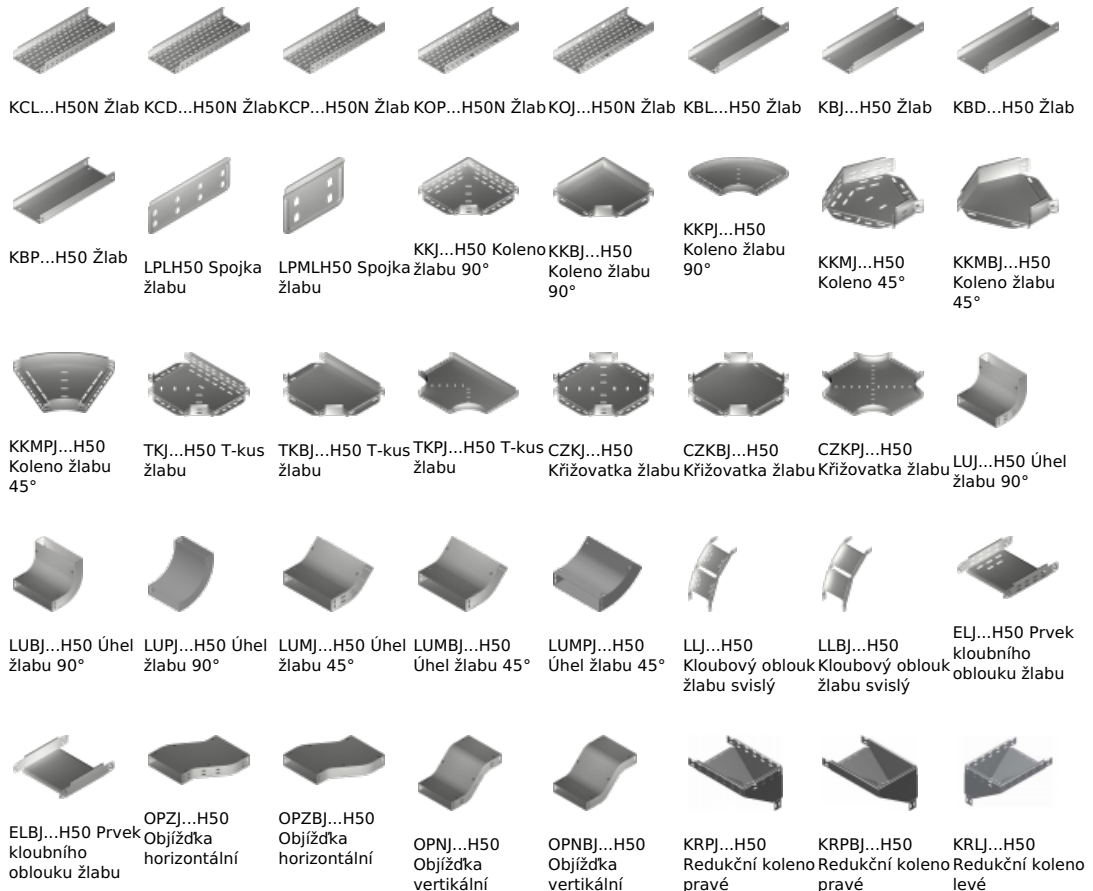 KCL...H50N Žlab
KCD...H50N Žlab
KCP...H50N Žlab
KOP...H50N Žlab
KOJ...H50N Žlab
KBL...H50 Žlab
KBJ...H50 Žlab
KBD...H50 Žlab
KBP...H50 Žlab
LPLH50 Spojka
žlabu
LPMLH50 Spojka
žlabu
KKJ...H50 Koleno
žlabu 90°
KKBJ...H50
Koleno žlabu
90°
KKPJ...H50
Koleno žlabu
90°
KKMJ...H50
Koleno 45°
KKMBJ...H50
Koleno žlabu
45°
KKMPJ...H50
Koleno žlabu
45°
TKJ...H50 T-kus
žlabu
TKBJ...H50 T-kus
žlabu
TKPJ...H50 T-kus
žlabu
CZKJ...H50
Křižovatka žlabu
CZKBJ...H50
Křižovatka žlabu
CZKPJ...H50
Křižovatka žlabu
LUJ...H50 Úhel
žlabu 90°
LUBJ...H50 Úhel
žlabu 90°
LUPJ...H50 Úhel
žlabu 90°
LUMJ...H50 Úhel
žlabu 45°
LUMBJ...H50
Úhel žlabu 45°
LUMPJ...H50
Úhel žlabu 45°
LLJ...H50
Kloubový oblouk
žlabu svislý
LLBJ...H50
Kloubový oblouk
žlabu svislý
ELJ...H50 Prvek
kloubního
oblouku žlabu
ELBJ...H50 Prvek
kloubního
oblouku žlabu
OPZJ...H50
Objížďka
horizontální
OPZBJ...H50
Objížďka
horizontální
OPNJ...H50
Objížďka
vertikální
OPNBJ...H50
Objížďka
vertikální
KRPJ...H50
Redukční koleno
pravé
KRPBJ...H50
Redukční koleno
pravé
KRLJ...H50
Redukční koleno
levé